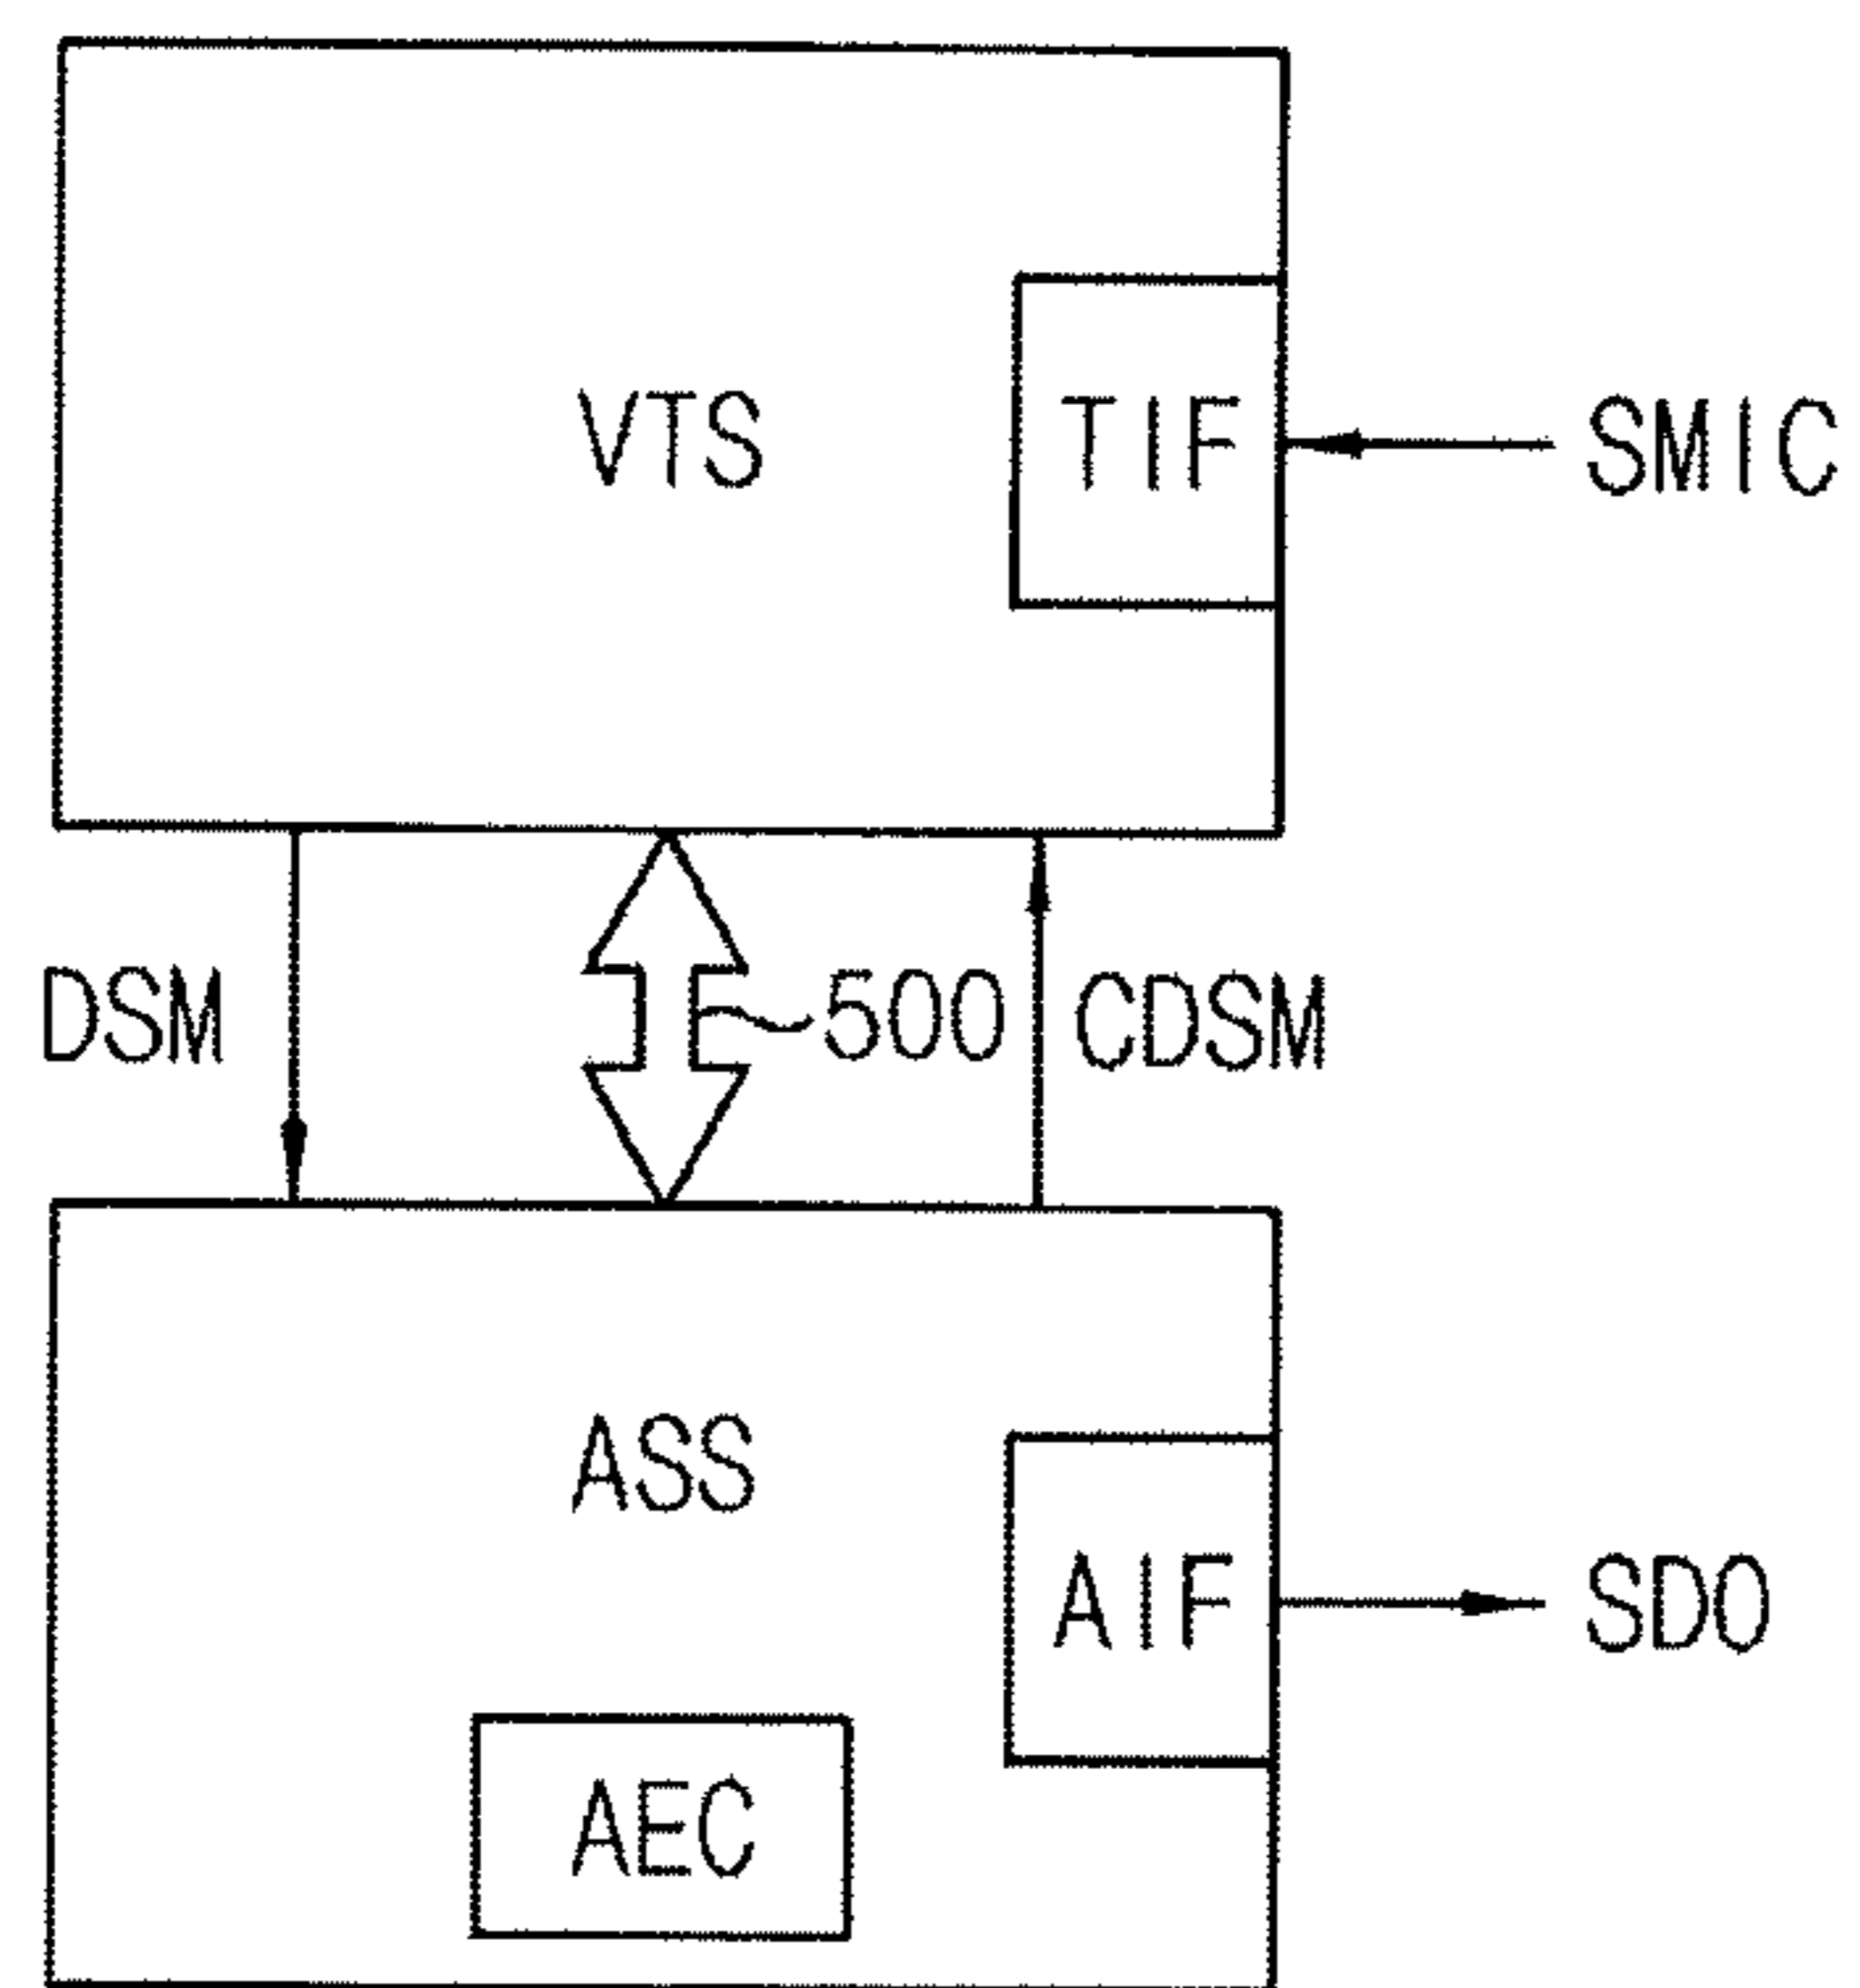 VTS
TIF
SMIC
DSM
500
CDSM
ASS
AIF
SDO
AEC